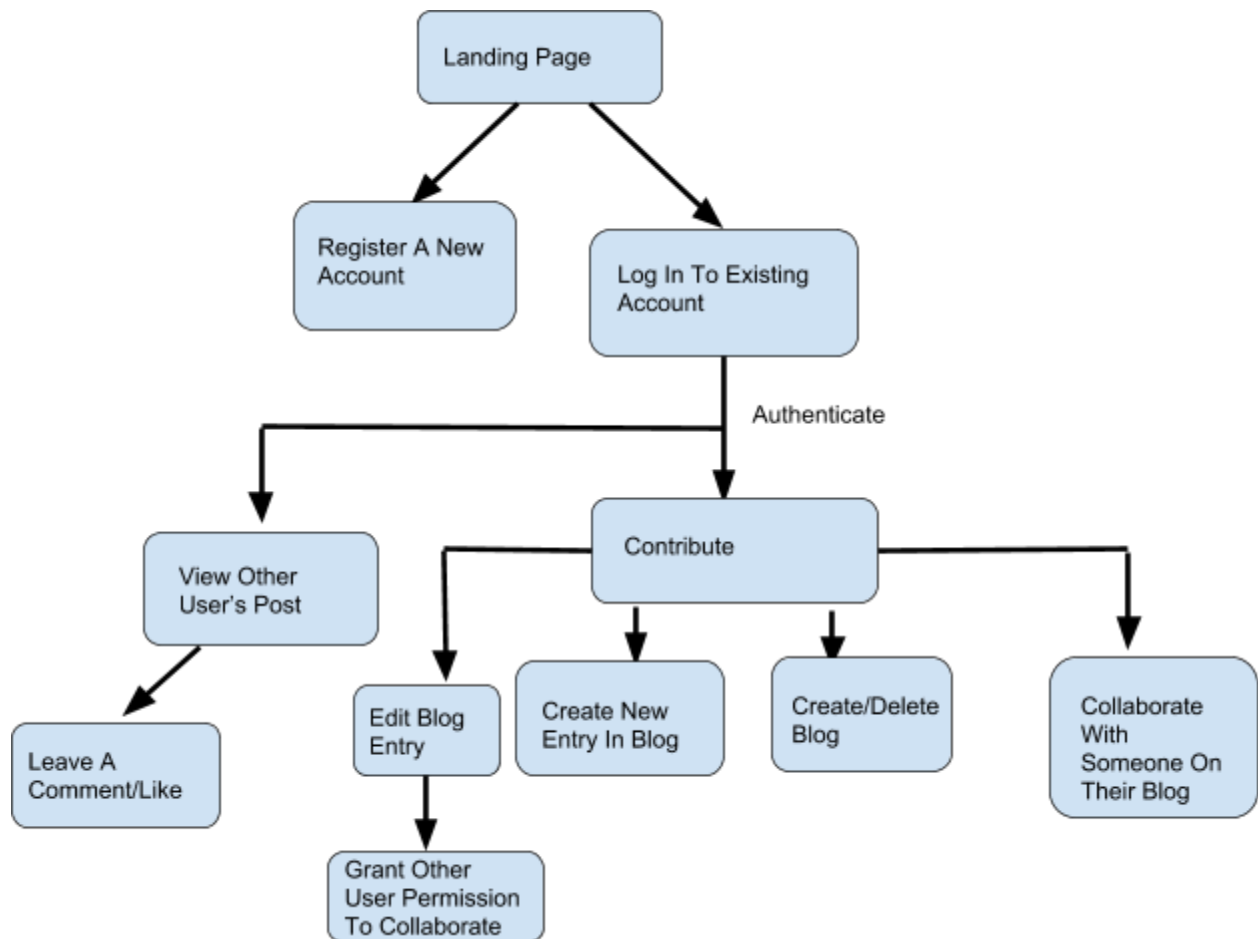 Landing Page
Register A New
Account
Log In To Existing
Account
Authenticate
View Other
User’s Post
Contribute
Leave A
Comment/Like
Edit Blog
Entry
Create New
Entry In Blog
Create/Delete
Blog
Collaborate
With
Someone On
Their Blog
Grant Other
User Permission
To Collaborate